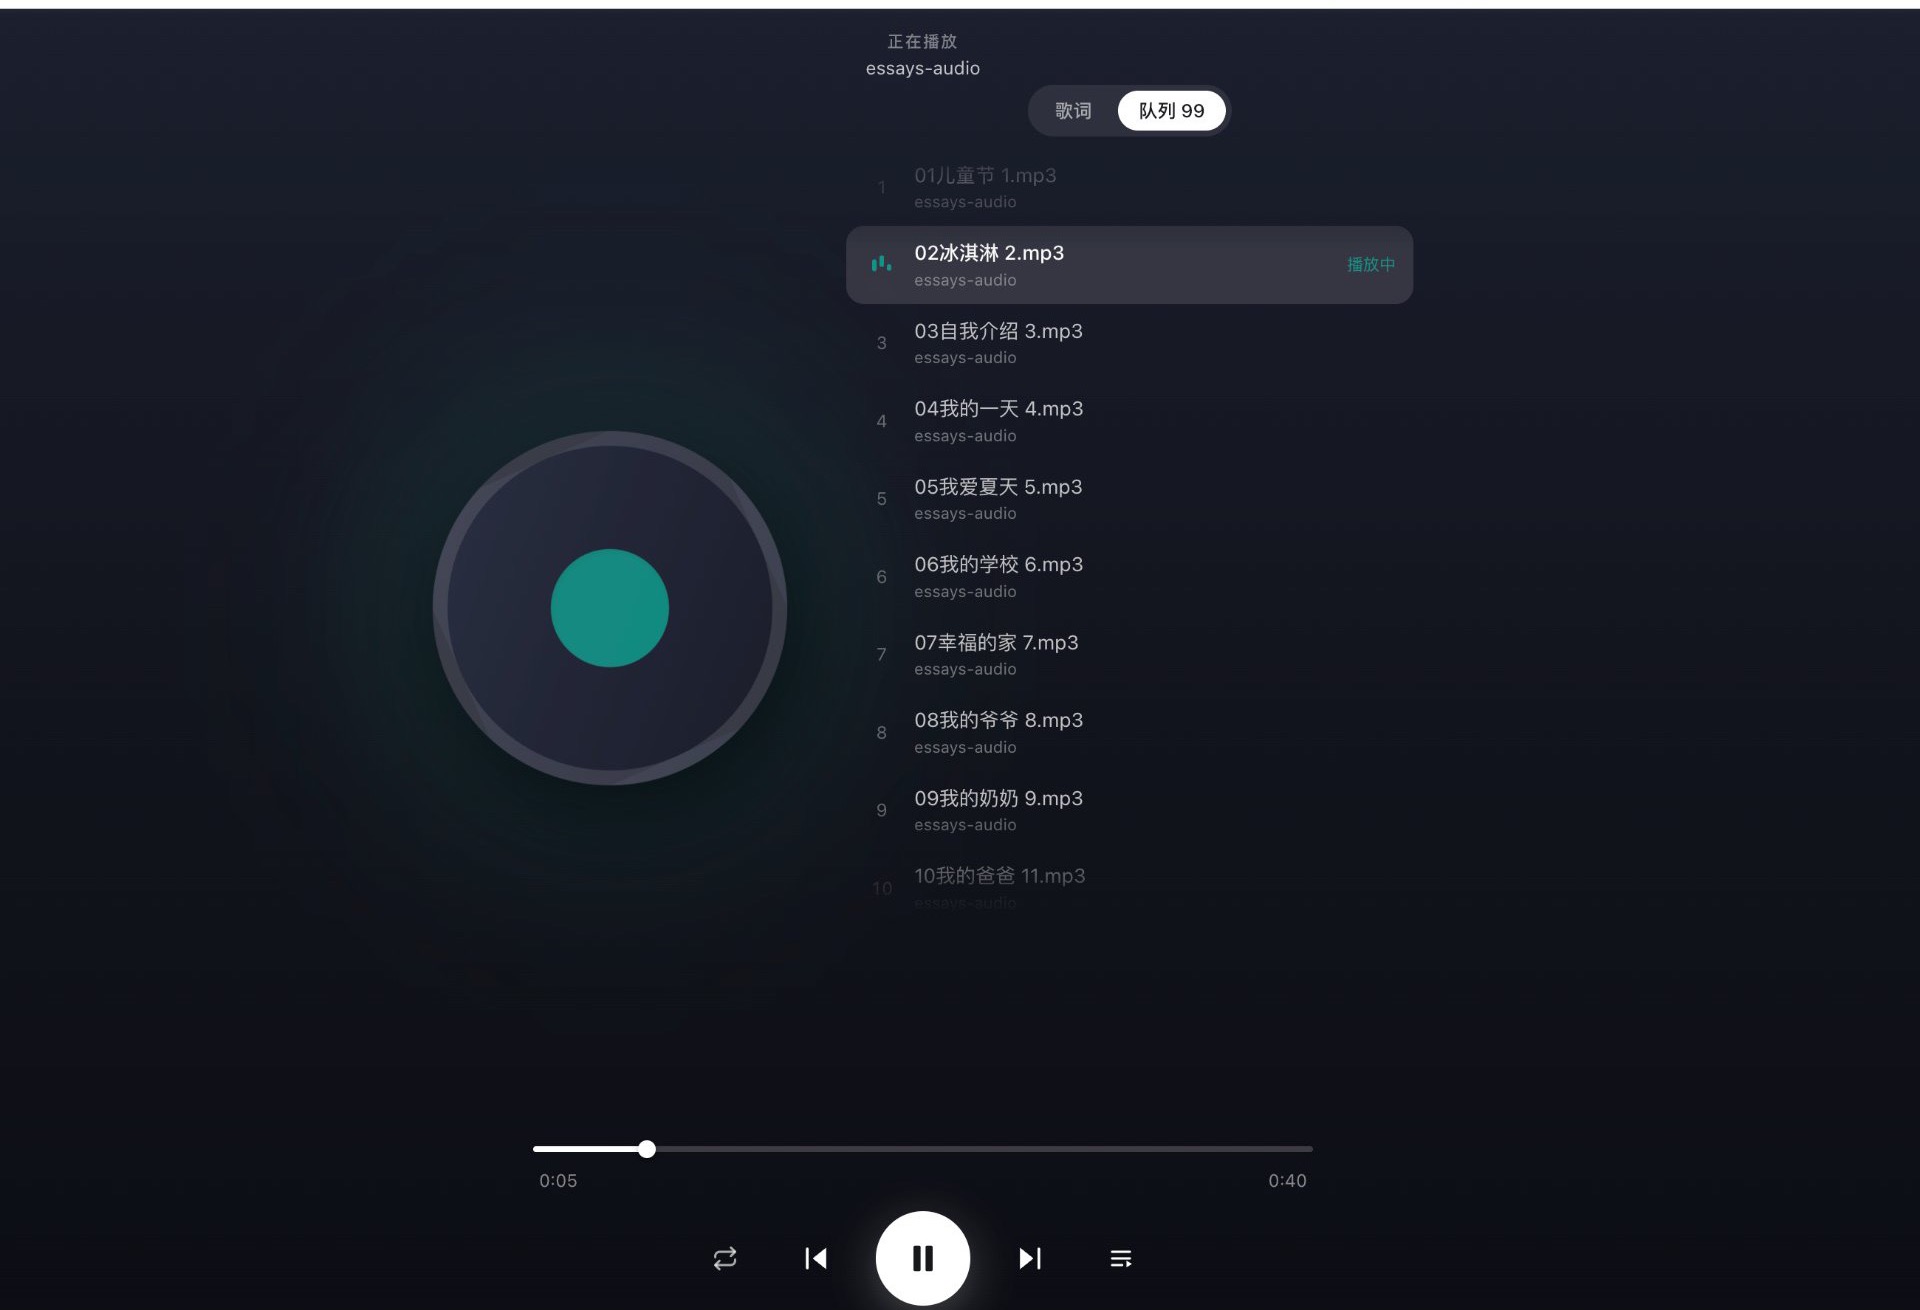 正在播放
essays-audio
歌词
队列 99
1
01儿童节 1.mp3
essays-audio
02冰淇淋 2.mp3
essays-audio
播放中
3
03自我介绍 3.mp3
essays-audio
4
04我的一天 4.mp3
essays-audio
5
05我爱夏天 5.mp3
essays-audio
6
06我的学校 6.mp3
essays-audio
7
07幸福的家 7.mp3
essays-audio
8
08我的爷爷 8.mp3
essays-audio
9
09我的奶奶 9.mp3
essays-audio
10
10我的爸爸 11.mp3
essays-audio
0:05
0:40